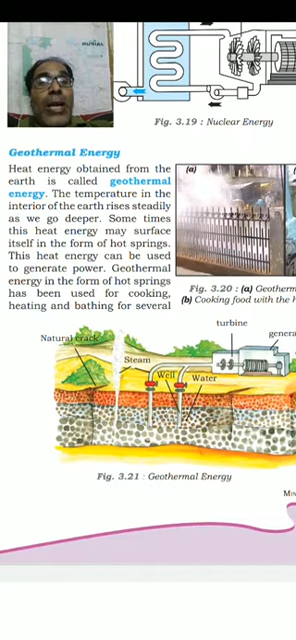 Fig. 3.19 : Nuclear Energy
Geothermal Energy
Heat energy obtained from the
earth is called geothermal
energy. The temperature in the
interior of the earth rises steadily
as we go deeper. Some times
this heat energy may surface
itself in the form of hot springs.
This heat energy can be used
to generate power. Geothermal
energy in the form of hot springs
has been used for cooking,
heating and bathing for several
(a)
Fig. 3.20 : (a) Geotherm
(b) Cooking food with the h
turbine
genera
Natural crack
Steam
Well
Water
Fig. 3.21 : Geothermal Energy